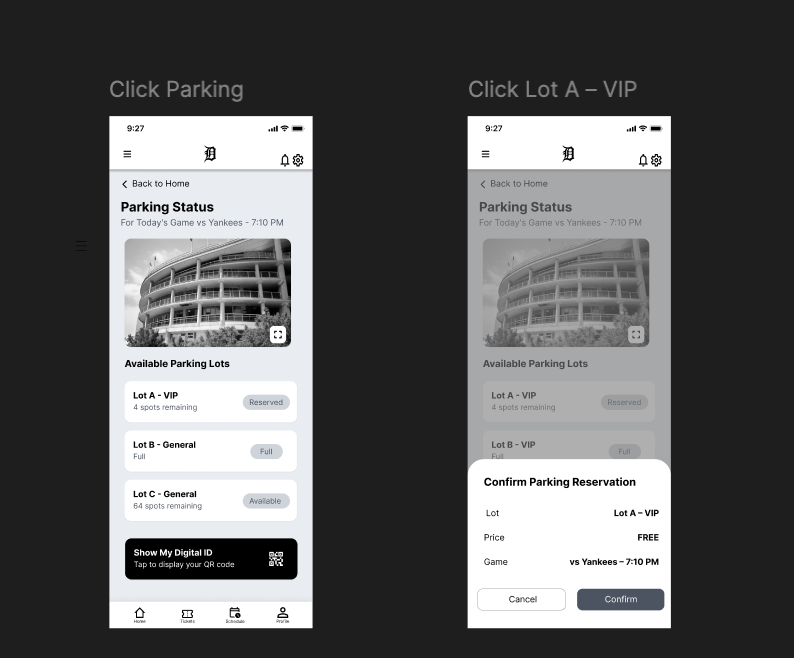 Click Parking
9:27
Back to Home
Parking Status
For Today's Game vs Yankees - 7:10 PM
Available Parking Lots
Lot A - VIP
4 spots remaining
Reserved
Lot B - General
Full
Full
Lot C - General
64 spots remaining
Available
Show My Digital ID
Tap to display your QR code
Home
Tickets
Schedule
Profile
Click Lot A – VIP
9:27
Back to Home
Parking Status
For Today's Game vs Yankees - 7:10 PM
Available Parking Lots
Lot A - VIP
4 spots remaining
Reserved
Lot B - VIP
Full
Full
Confirm Parking Reservation
Lot
Lot A – VIP
Price
FREE
Game
vs Yankees – 7:10 PM
Cancel
Confirm